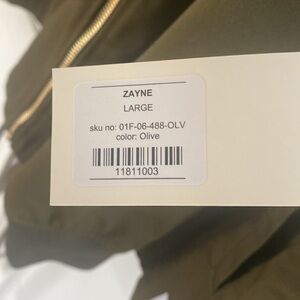 ZAYNE
LARGE
sku no: 01F-06-488-OLV
color: Olive
11811003